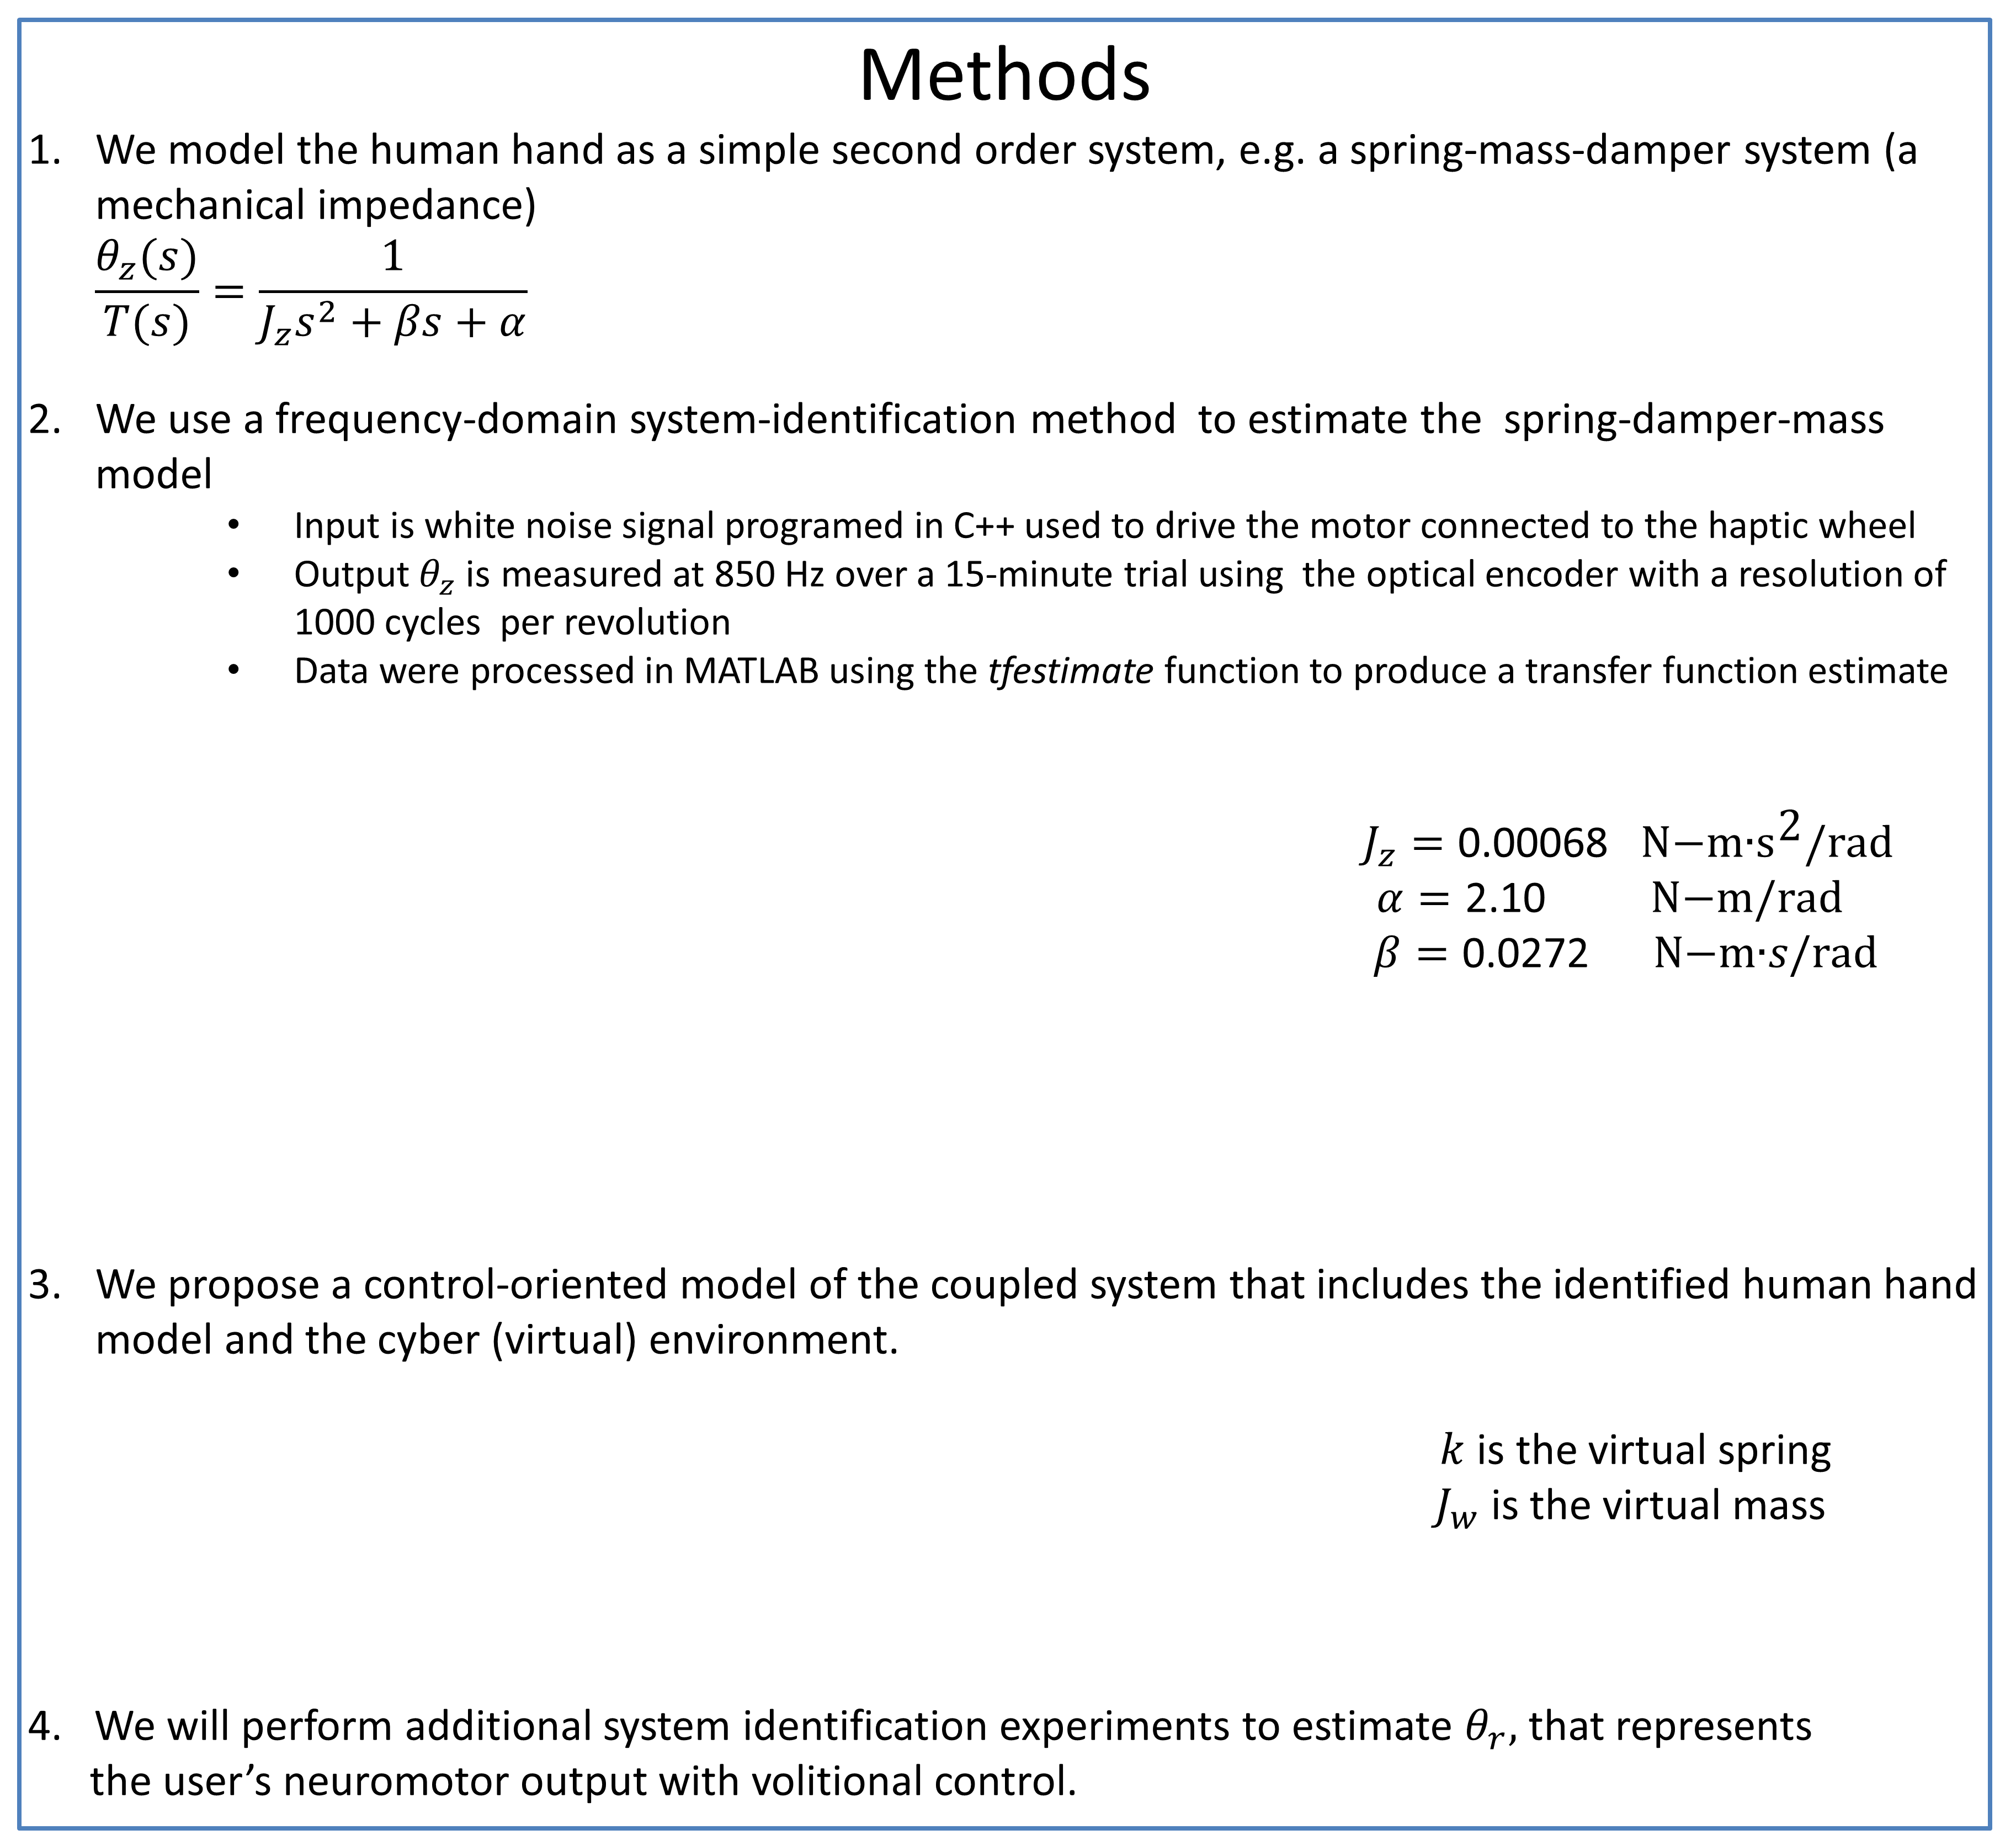 Methods
1. We model the human hand as a simple second order system, e.g. a spring-mass-damper system (a
mechanical impedance)
θ_z(s)/T(s) = 1/(J_z s² + βs + α)
2. We use a frequency-domain system-identification method to estimate the spring-damper-mass
model
• Input is white noise signal programed in C++ used to drive the motor connected to the haptic wheel
• Output θ_z is measured at 850 Hz over a 15-minute trial using the optical encoder with a resolution of
1000 cycles per revolution
• Data were processed in MATLAB using the tfestimate function to produce a transfer function estimate
J_z = 0.00068 N−m·s²/rad
α = 2.10 N−m/rad
β = 0.0272 N−m·s/rad
3. We propose a control-oriented model of the coupled system that includes the identified human hand
model and the cyber (virtual) environment.
k is the virtual spring
J_w is the virtual mass
4. We will perform additional system identification experiments to estimate θ_r, that represents
the user’s neuromotor output with volitional control.